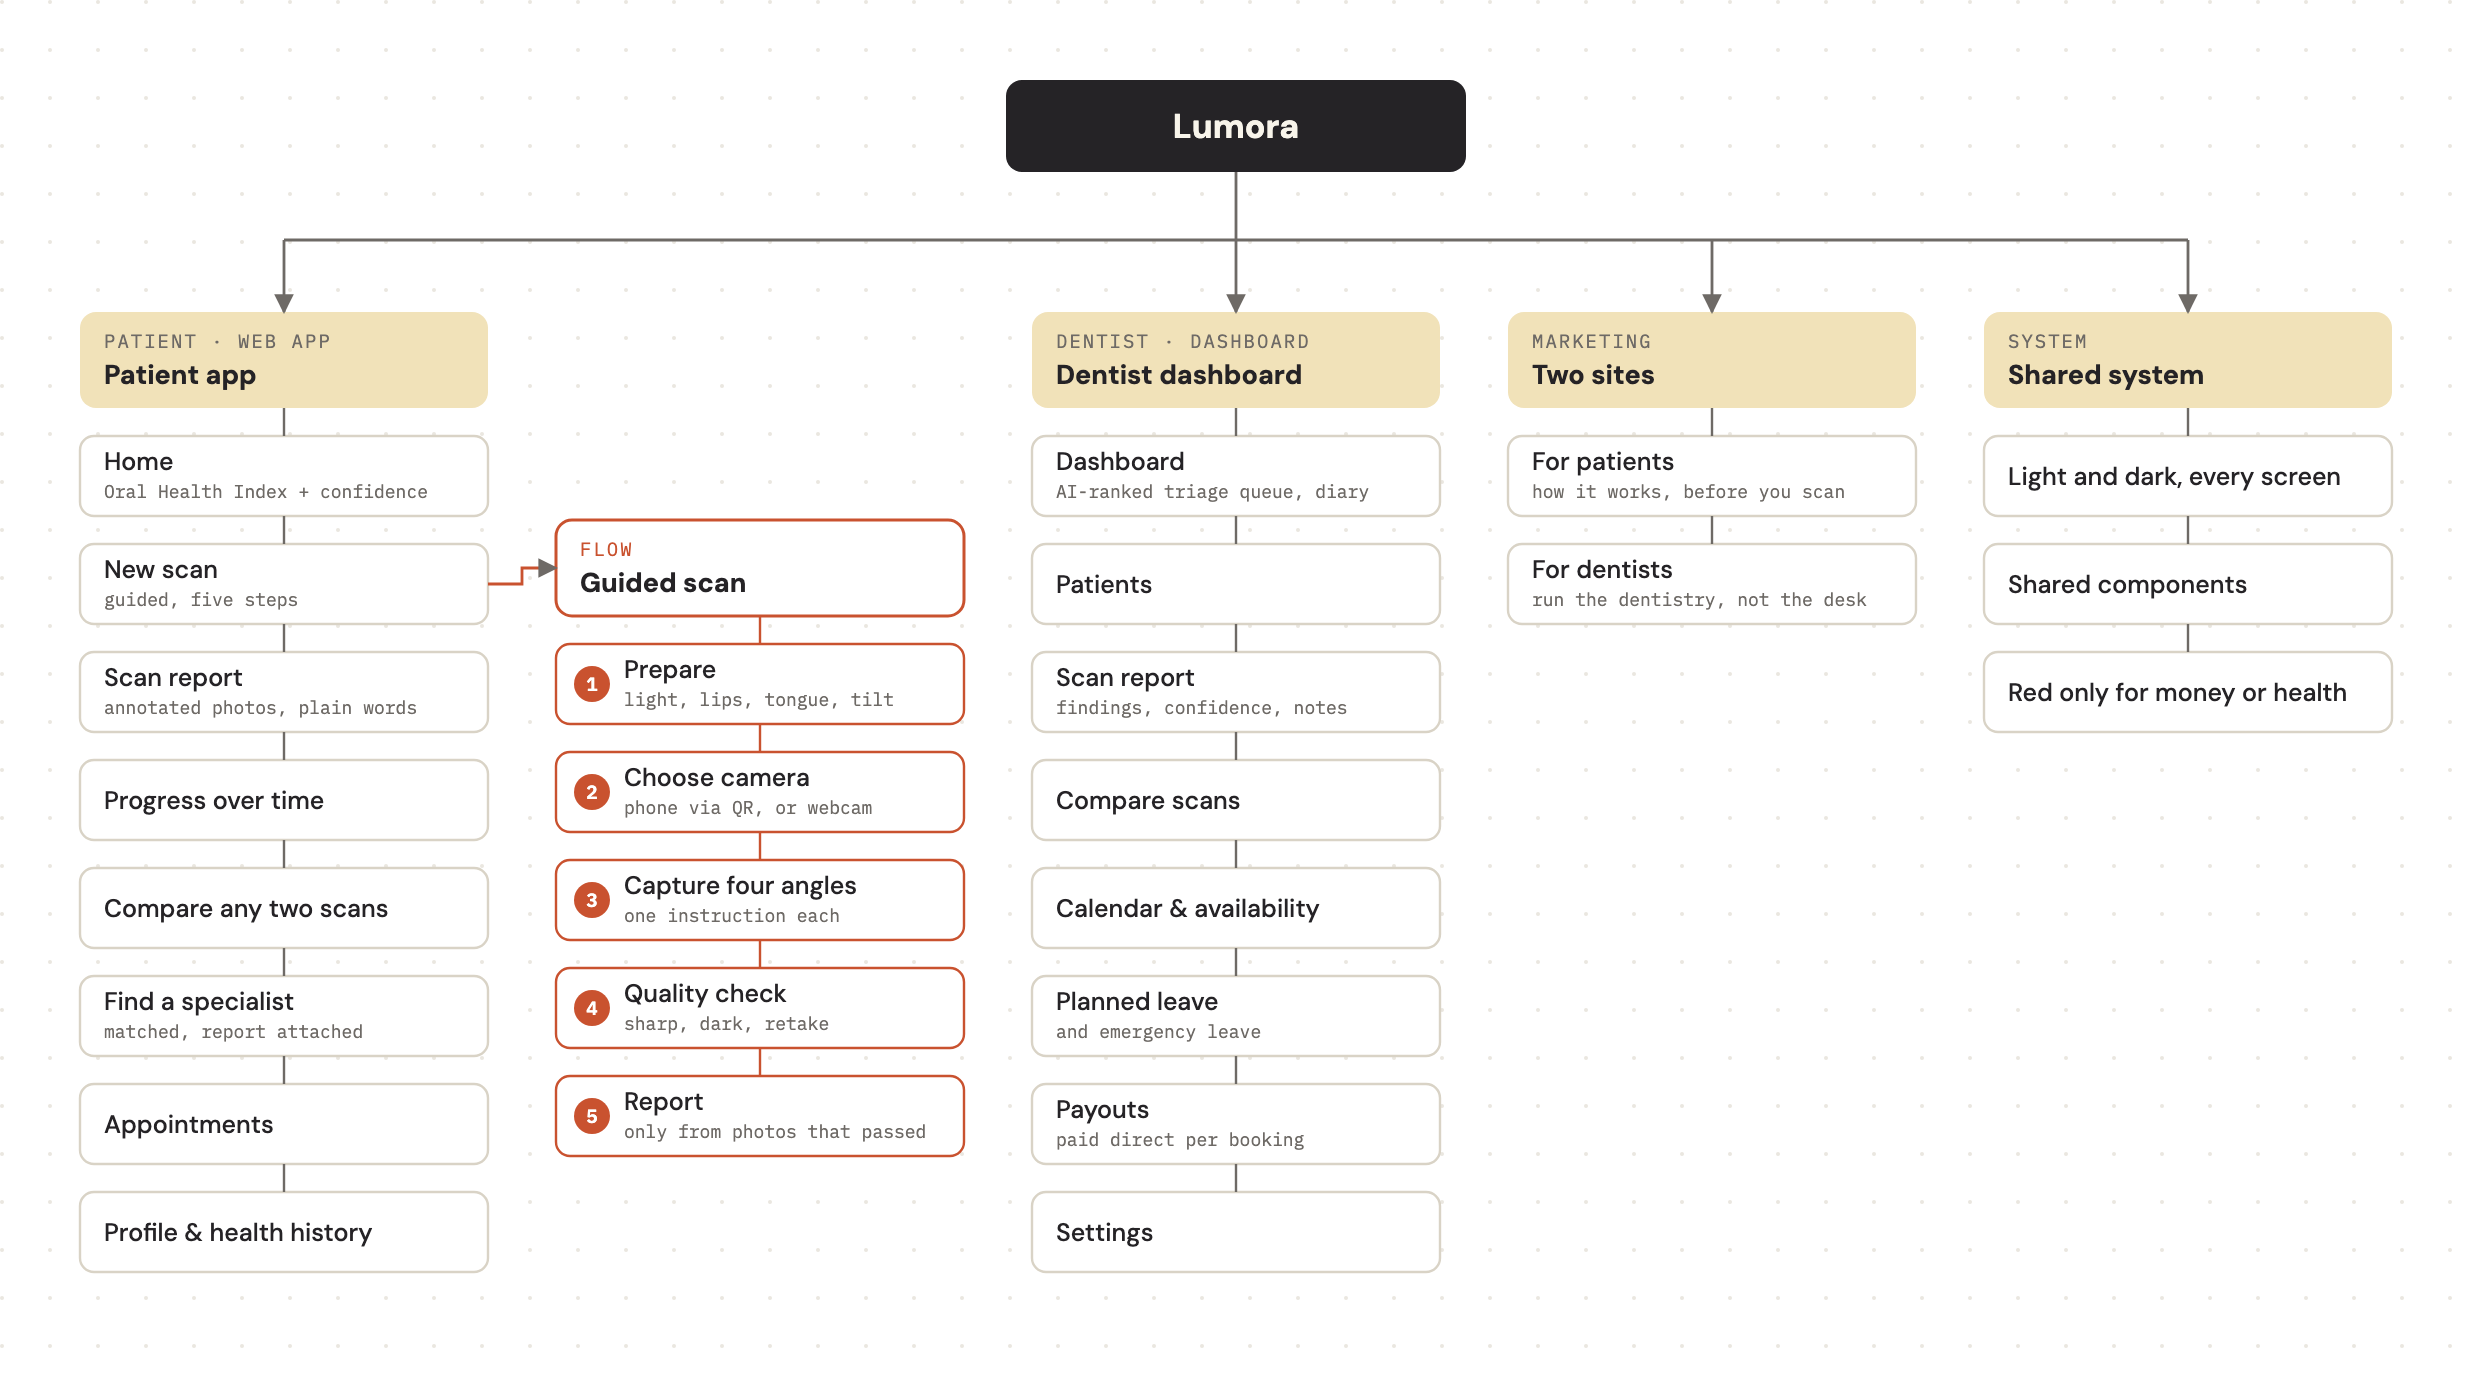 Lumora
PATIENT · WEB APP
Patient app
Home
Oral Health Index + confidence
New scan
guided, five steps
Scan report
annotated photos, plain words
Progress over time
Compare any two scans
Find a specialist
matched, report attached
Appointments
Profile & health history
FLOW
Guided scan
1
Prepare
light, lips, tongue, tilt
2
Choose camera
phone via QR, or webcam
3
Capture four angles
one instruction each
4
Quality check
sharp, dark, retake
5
Report
only from photos that passed
DENTIST · DASHBOARD
Dentist dashboard
Dashboard
AI-ranked triage queue, diary
Patients
Scan report
findings, confidence, notes
Compare scans
Calendar & availability
Planned leave
and emergency leave
Payouts
paid direct per booking
Settings
MARKETING
Two sites
For patients
how it works, before you scan
For dentists
run the dentistry, not the desk
SYSTEM
Shared system
Light and dark, every screen
Shared components
Red only for money or health